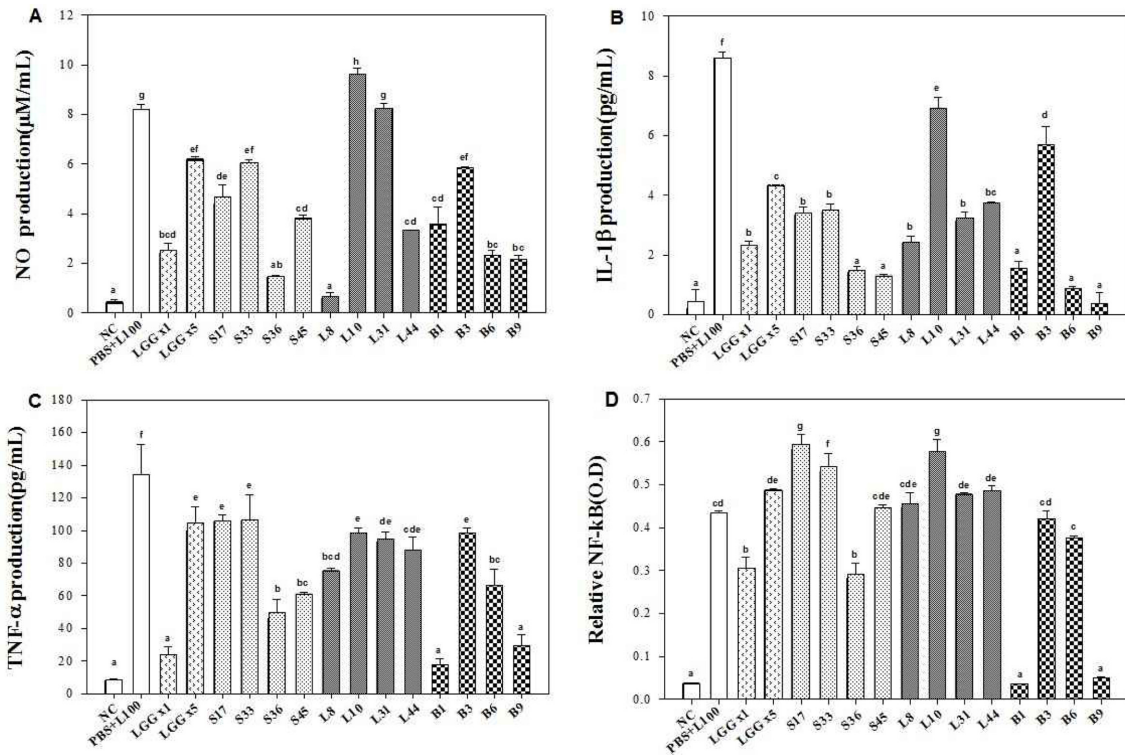 A
NO production(μM/mL)
12
10
8
6
4
2
0
a
g
bcd
ef
de
ef
ab
cd
a
h
g
cd
cd
ef
bc
bc
NC
PBS+L100
LGG x1
LGG x5
S17
S33
S36
S45
L8
L10
L31
L44
B1
B3
B6
B9
B
IL-1β production(pg/mL)
10
8
6
4
2
0
a
f
b
c
b
b
a
a
b
e
b
bc
a
d
a
a
NC
PBS+L100
LGG x1
LGG x5
S17
S33
S36
S45
L8
L10
L31
L44
B1
B3
B6
B9
C
TNF-α production(pg/mL)
180
160
140
120
100
80
60
40
20
0
a
f
a
e
e
e
b
bc
bcd
e
de
cde
a
e
bc
a
NC
PBS+L100
LGG x1
LGG x5
S17
S33
S36
S45
L8
L10
L31
L44
B1
B3
B6
B9
D
Relative NF-kB(O.D)
0.7
0.6
0.5
0.4
0.3
0.2
0.1
0.0
a
cd
b
de
g
f
b
cde
cde
g
de
de
a
cd
c
a
NC
PBS+L100
LGG x1
LGG x5
S17
S33
S36
S45
L8
L10
L31
L44
B1
B3
B6
B9